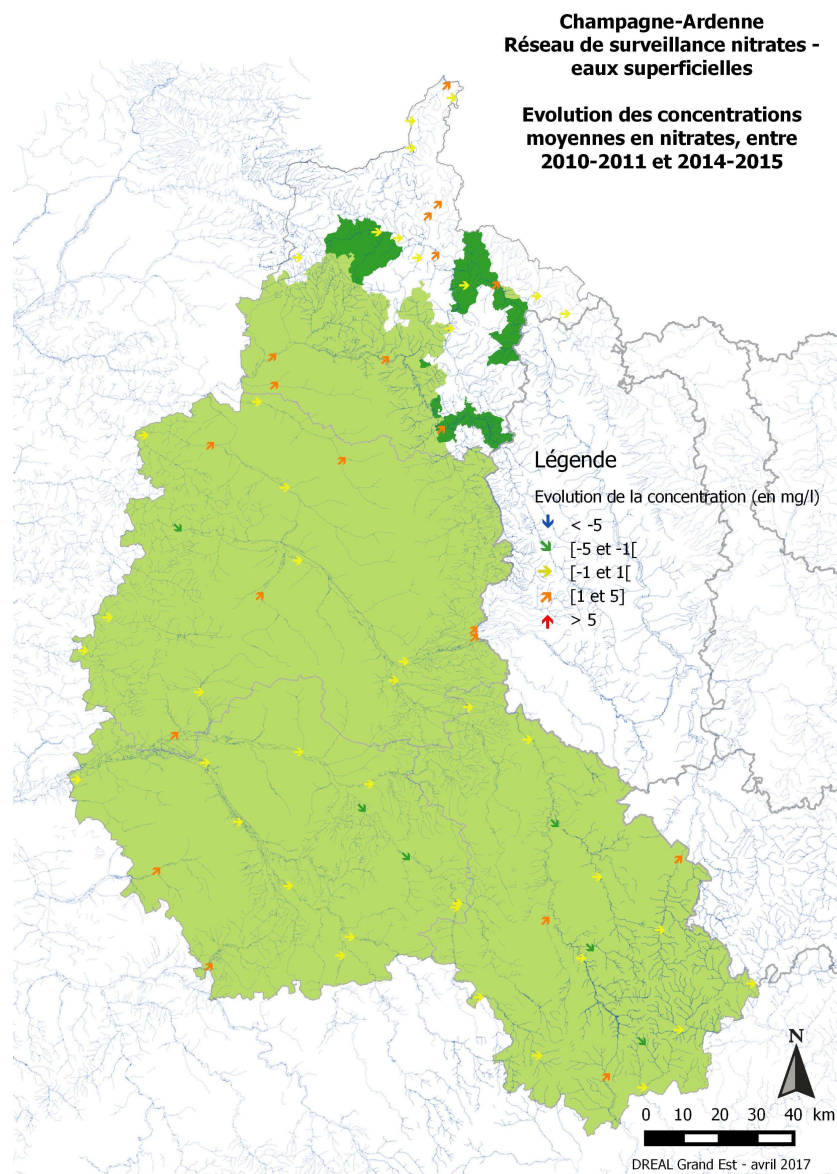 Champagne-Ardenne
Réseau de surveillance nitrates -
eaux superficielles
Evolution des concentrations
moyennes en nitrates, entre
2010-2011 et 2014-2015
Légende
Evolution de la concentration (en mg/l)
< -5
[-5 et -1[
[-1 et 1[
[1 et 5]
> 5
N
0 10 20 30 40 km
DREAL Grand Est - avril 2017